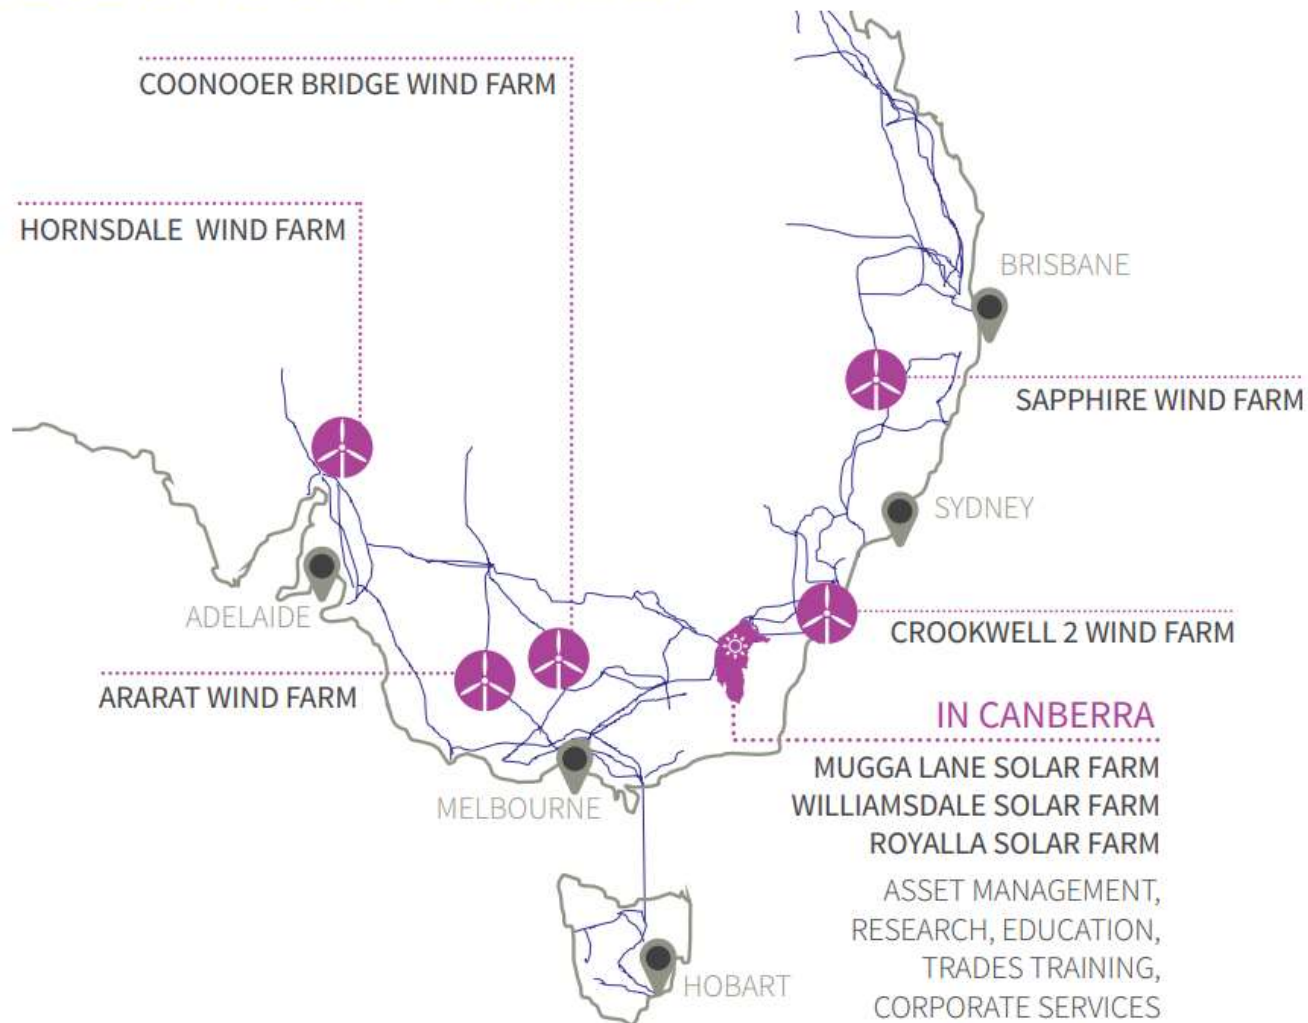 COONOOER BRIDGE WIND FARM
HORNSDALE WIND FARM
BRISBANE
SAPPHIRE WIND FARM
SYDNEY
ADELAIDE
CROOKWELL 2 WIND FARM
ARARAT WIND FARM
IN CANBERRA
MUGGA LANE SOLAR FARM
WILLIAMSDALE SOLAR FARM
ROYALLA SOLAR FARM
MELBOURNE
ASSET MANAGEMENT,
RESEARCH, EDUCATION,
TRADES TRAINING,
CORPORATE SERVICES
HOBART